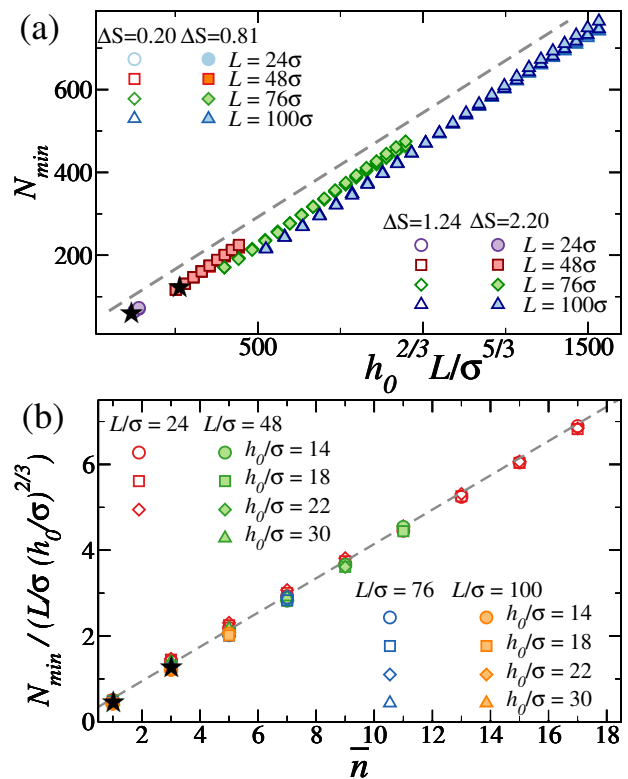 (a)
ΔS=0.20 ΔS=0.81
L = 24σ
L = 48σ
L = 76σ
L = 100σ
600
400
200
N_min
ΔS=1.24 ΔS=2.20
L = 24σ
L = 48σ
L = 76σ
L = 100σ
500 1500
h_0^{2/3} L/σ^{5/3}
(b)
L/σ = 24 L/σ = 48
h_0/σ = 14
h_0/σ = 18
h_0/σ = 22
h_0/σ = 30
6
4
2
0
N_min / (L/σ (h_0/σ)^{2/3})
L/σ = 76 L/σ = 100
h_0/σ = 14
h_0/σ = 18
h_0/σ = 22
h_0/σ = 30
2 4 6 8 10 12 14 16 18
n̄